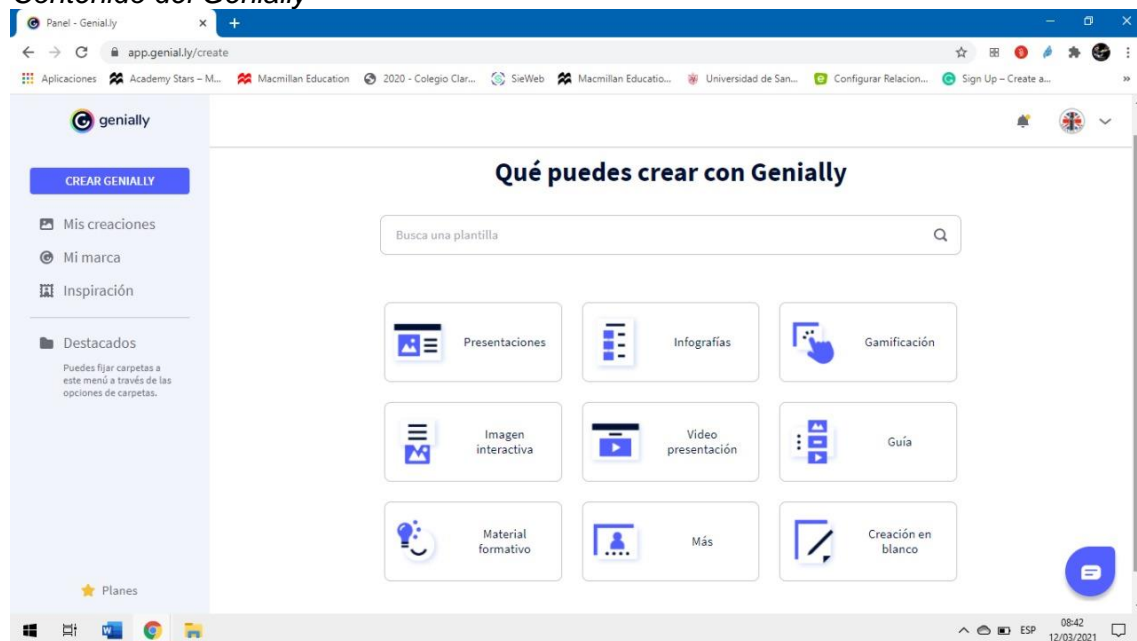 Contenido del Genially
Panel - Genial.ly
app.genial.ly/create
Aplicaciones Academy Stars – M... Macmillan Education 2020 - Colegio Clar... SieWeb Macmillan Educatio... Universidad de San... Configurar Relacion... Sign Up – Create a... »
genially
CREAR GENIALLY
Mis creaciones
Mi marca
Inspiración
Destacados
Puedes fijar carpetas a
este menú a través de las
opciones de carpetas.
Planes
Qué puedes crear con Genially
Busca una plantilla
Presentaciones
Infografías
Gamificación
Imagen
interactiva
Video
presentación
Guía
Material
formativo
Más
Creación en
blanco
ESP
08:42
12/03/2021